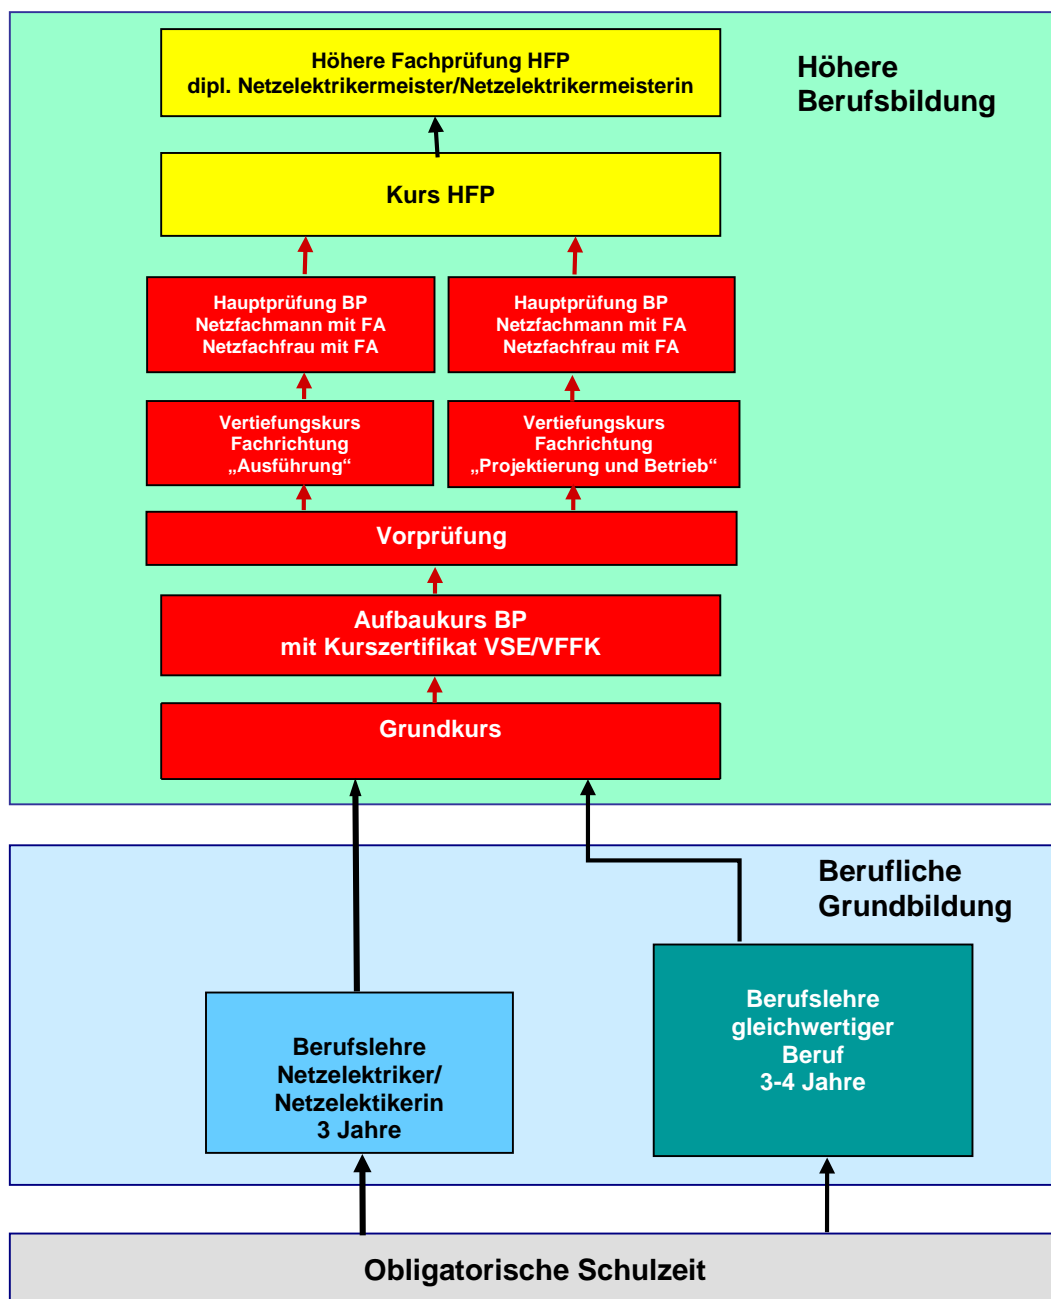 Höhere Fachprüfung HFP
dipl. Netzelektrikermeister/Netzelektrikermeisterin
Höhere
Berufsbildung
Kurs HFP
Hauptprüfung BP
Netzfachmann mit FA
Netzfachfrau mit FA
Hauptprüfung BP
Netzfachmann mit FA
Netzfachfrau mit FA
Vertiefungskurs
Fachrichtung
„Ausführung“
Vertiefungskurs
Fachrichtung
„Projektierung und Betrieb“
Vorprüfung
Aufbaukurs BP
mit Kurszertifikat VSE/VFFK
Grundkurs
Berufliche
Grundbildung
Berufslehre
Netzelektriker/
Netzelektikerin
3 Jahre
Berufslehre
gleichwertiger
Beruf
3-4 Jahre
Obligatorische Schulzeit